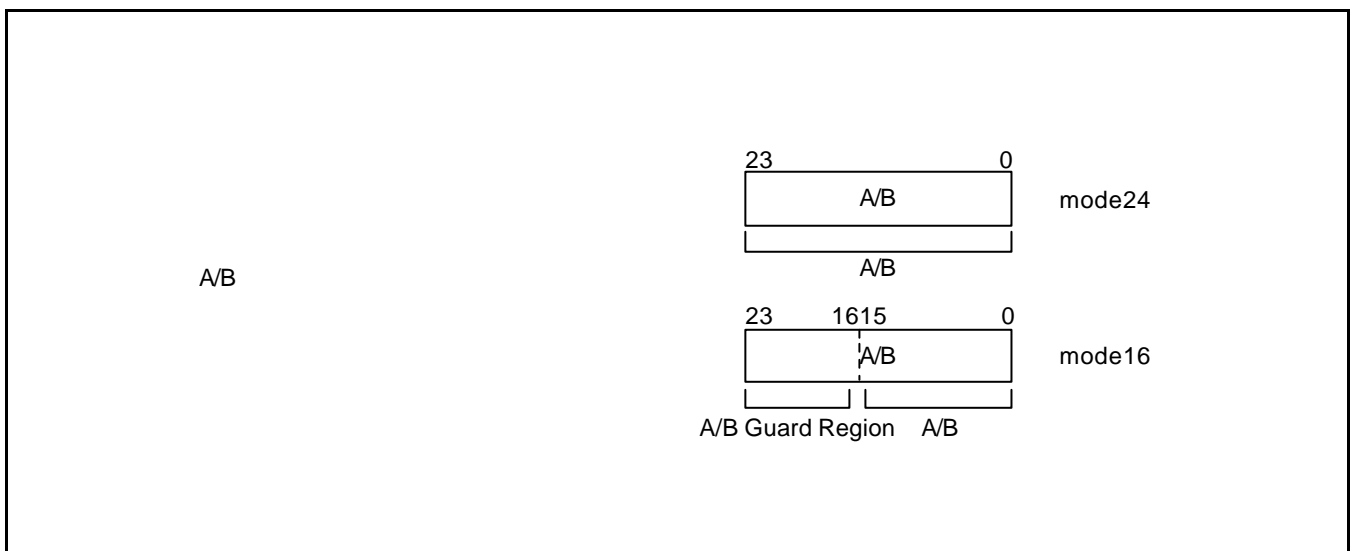 23 0
A/B mode24
A/B
A/B
23 1615 0
A/B mode16
A/B Guard Region A/B